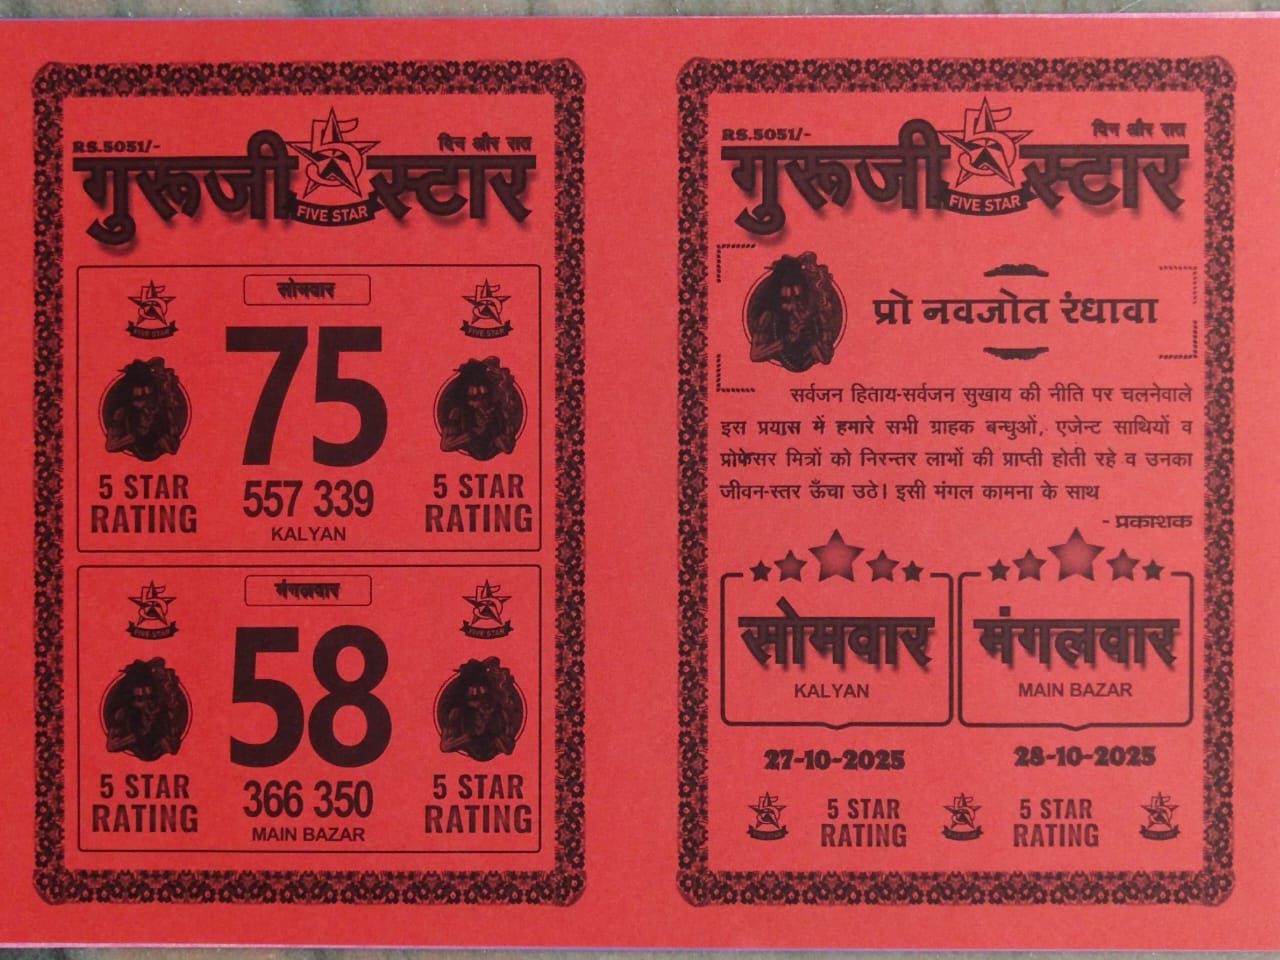 RS.5051/-
दिन और रात
गुरूजी स्टार
5
FIVE STAR
सोमवार
FIVE STAR
FIVE STAR
75
5 STAR
RATING
557 339
KALYAN
5 STAR
RATING
मंगलवार
FIVE STAR
FIVE STAR
58
5 STAR
RATING
366 350
MAIN BAZAR
5 STAR
RATING
RS.5051/-
दिन और रात
गुरूजी स्टार
5
FIVE STAR
प्रो नवजोत रंधावा
सर्वजन हिताय-सर्वजन सुखाय की नीति पर चलनेवाले
इस प्रयास में हमारे सभी ग्राहक बन्धुओं, एजेन्ट साथियों व
प्रोफेसर मित्रों को निरन्तर लाभों की प्राप्ती होती रहे व उनका
जीवन-स्तर ऊँचा उठे। इसी मंगल कामना के साथ
- प्रकाशक
सोमवार
KALYAN
मंगलवार
MAIN BAZAR
27-10-2025
28-10-2025
5 STAR
RATING
5 STAR
RATING